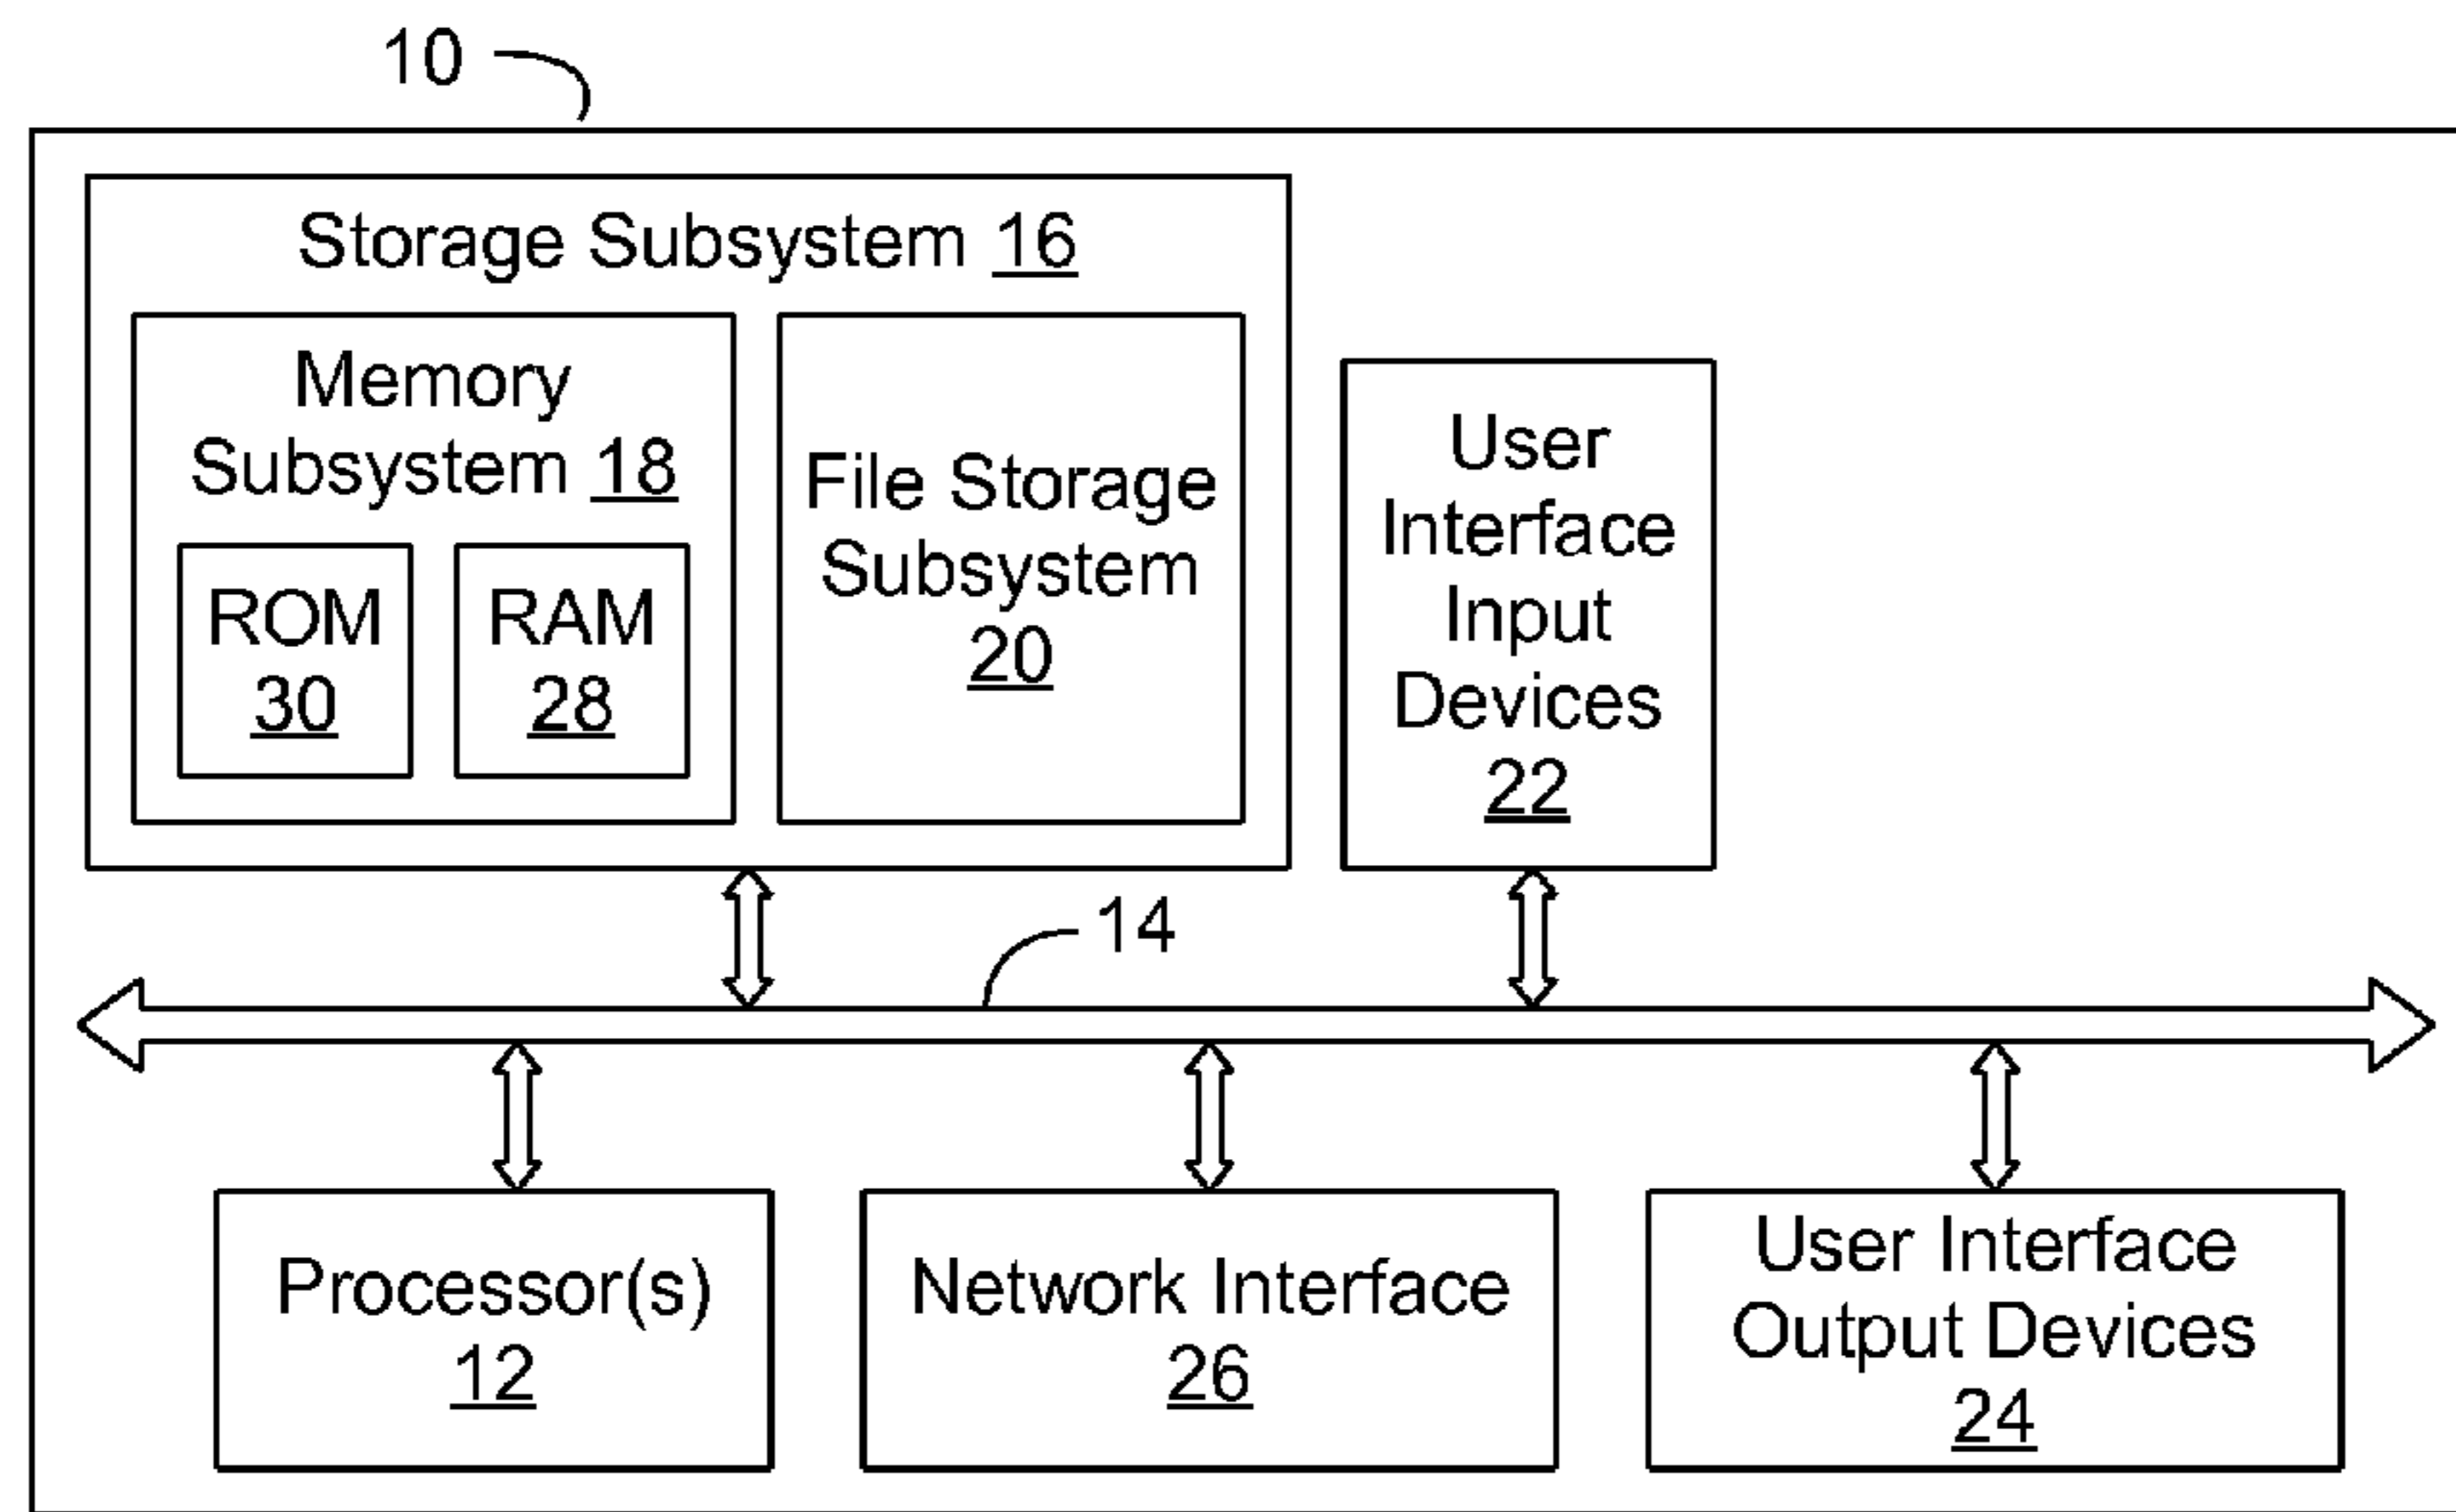 10
Storage Subsystem 16
Memory
Subsystem 18
ROM
30
RAM
28
File Storage
Subsystem
20
User
Interface
Input
Devices
22
14
Processor(s)
12
Network Interface
26
User Interface
Output Devices
24